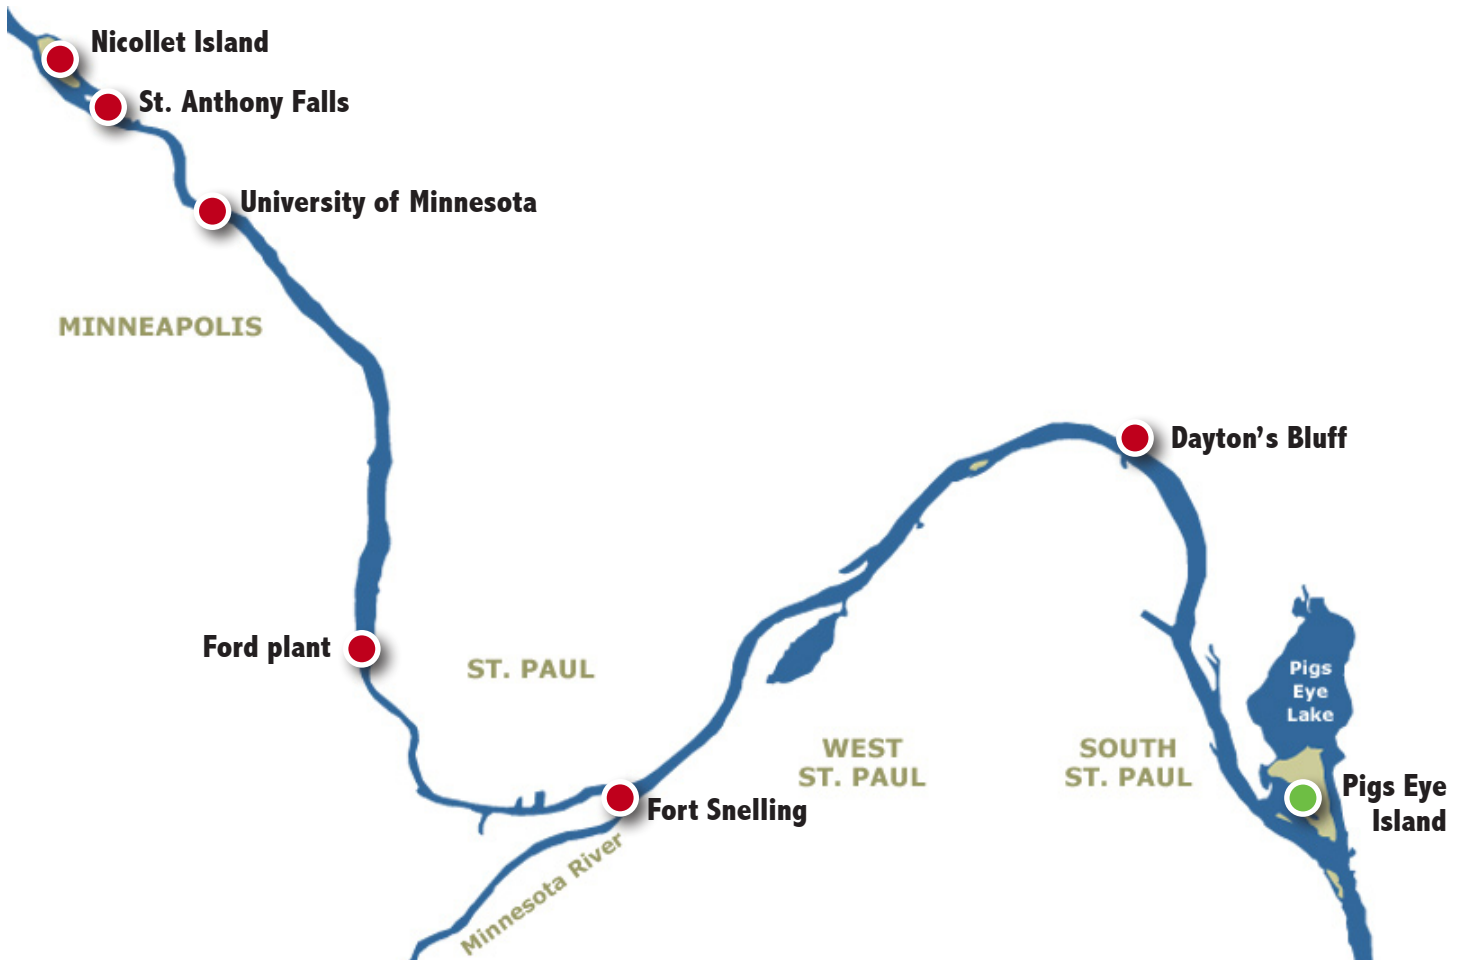 Nicollet Island
St. Anthony Falls
University of Minnesota
MINNEAPOLIS
Dayton’s Bluff
Ford plant
ST. PAUL
Pigs
Eye
Lake
WEST
ST. PAUL
SOUTH
ST. PAUL
Pigs Eye
Island
Fort Snelling
Minnesota River